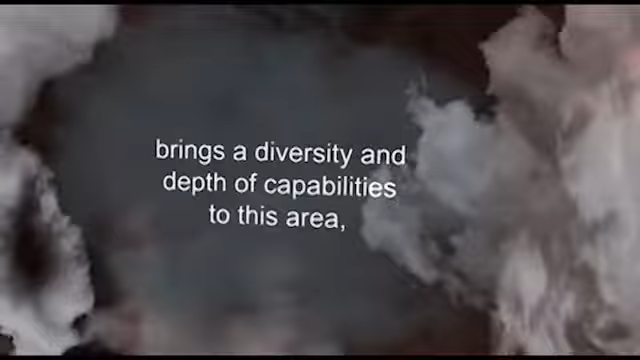 brings a diversity and
depth of capabilities
to this area,